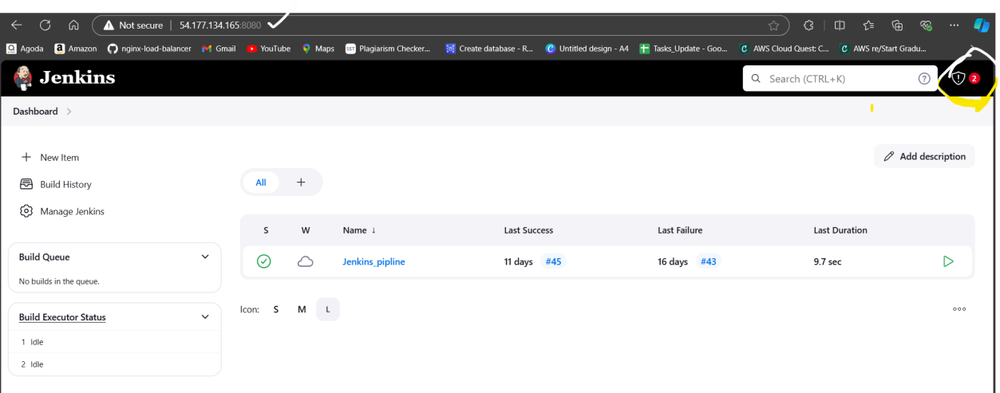 Not secure 54.177.134.165:8080
Agoda Amazon nginx-load-balancer Gmail YouTube Maps SST Plagiarism Checker... Create database - R... Untitled design - A4 Tasks_Update - Goo... AWS Cloud Quest: C... AWS re/Start Gradu...
Jenkins Search (CTRL+K) ? 2
Dashboard >
+ New Item Add description
Build History All +
Manage Jenkins
S W Name ↓ Last Success Last Failure Last Duration
Build Queue
Jenkins_pipline 11 days #45 16 days #43 9.7 sec
No builds in the queue.
Icon: S M L
Build Executor Status
1 Idle
2 Idle